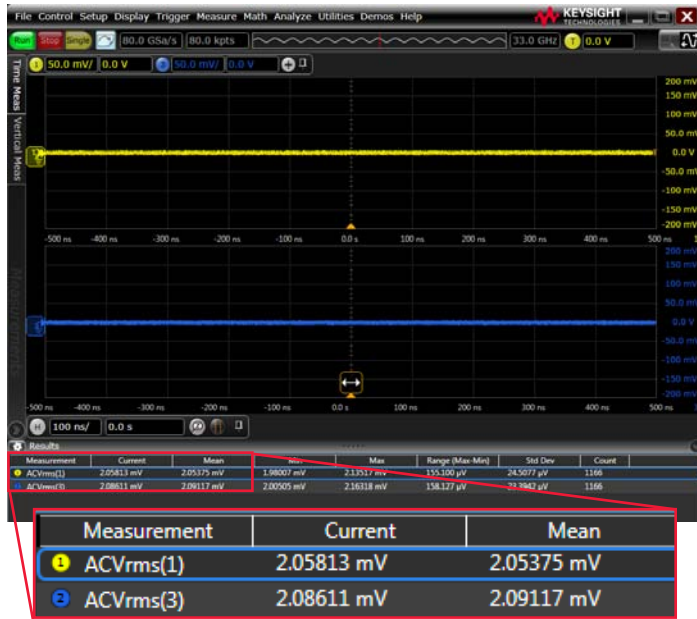 File Control Setup Display Trigger Measure Math Analyze Utilities Demos Help
KEYSIGHT
TECHNOLOGIES
Run Stop Single 80.0 GSa/s 80.0 kpts 33.0 GHz T 0.0 V
1 50.0 mV/ 0.0 V 50.0 mV/ 0.0 V
Time Meas
Vertical Meas
Measurements
200 mV
150 mV
100 mV
50.0 mV
0.0 V
-50.0 mV
-100 mV
-150 mV
-200 mV
-500 ns -400 ns -300 ns -200 ns -100 ns 0.0 s 100 ns 200 ns 300 ns 400 ns 500 ns
200 mV
150 mV
100 mV
50.0 mV
0.0 V
-50.0 mV
-100 mV
-150 mV
-200 mV
-500 ns -400 ns -300 ns -200 ns -100 ns 0.0 s 100 ns 200 ns 300 ns 400 ns 500 ns
H 100 ns/ 0.0 s
Results
Measurement Current Mean Min Max Range (Max-Min) Std Dev Count
ACVrms(1) 2.05813 mV 2.05375 mV 1.98007 mV 2.13517 mV 155.100 µV 24.5077 µV 1166
ACVrms(3) 2.08611 mV 2.09117 mV 2.00505 mV 2.16318 mV 158.127 µV 23.3942 µV 1166
Measurement Current Mean
1 ACVrms(1) 2.05813 mV 2.05375 mV
2 ACVrms(3) 2.08611 mV 2.09117 mV